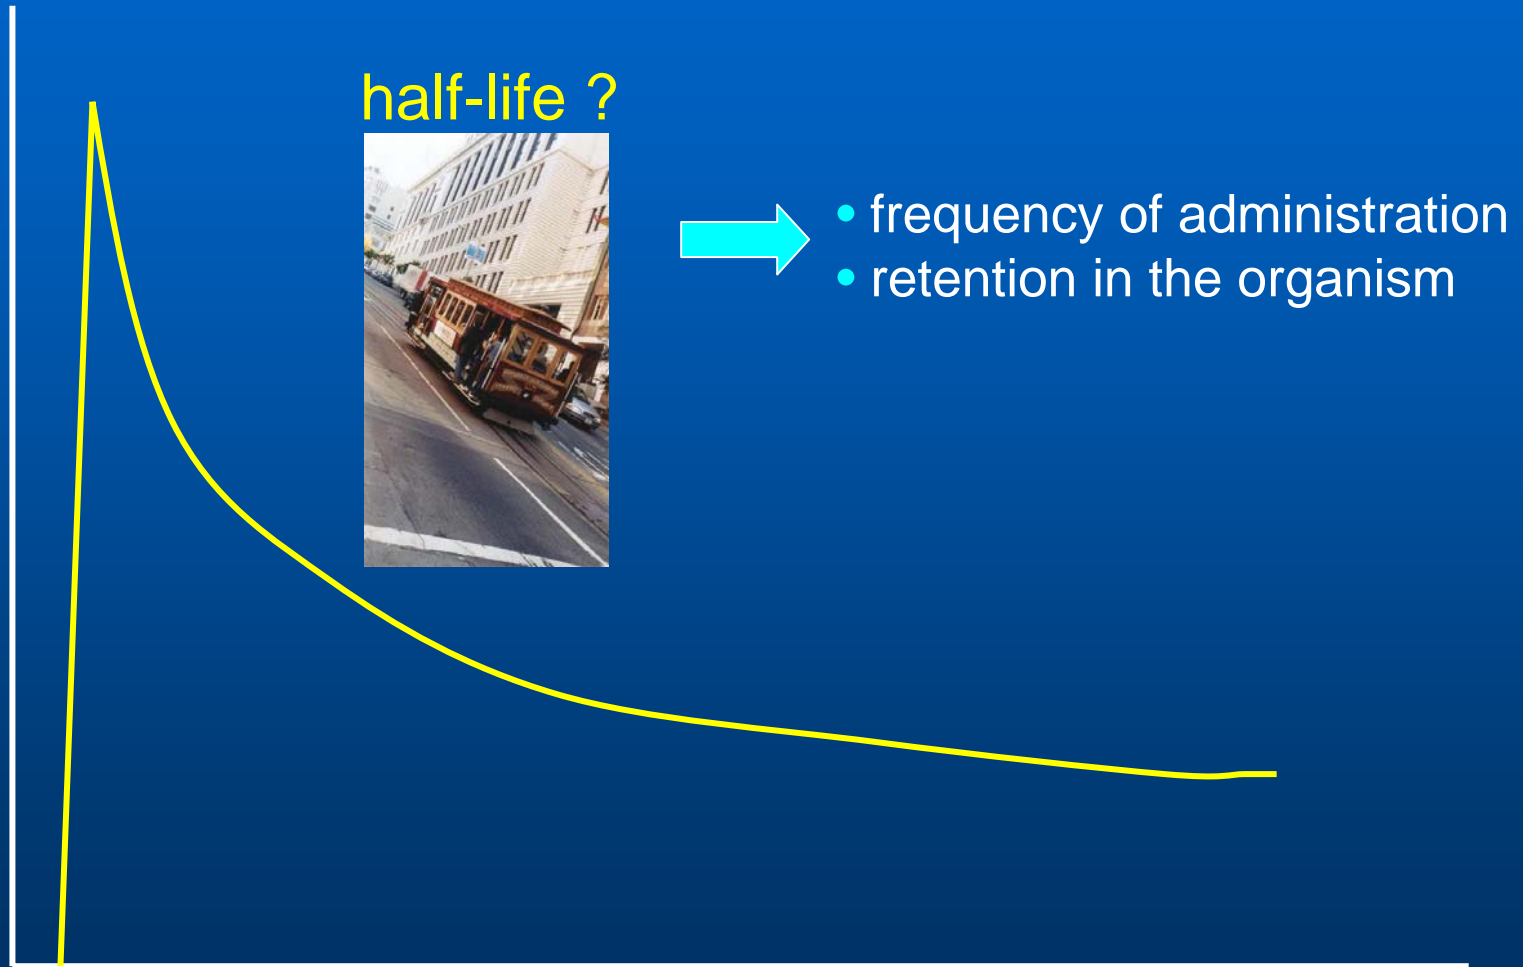 half-life ?
• frequency of administration
• retention in the organism